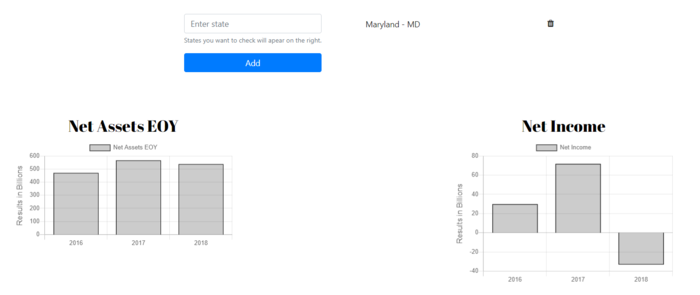 Enter state
Maryland - MD
States you want to check will apear on the right.
Add
Net Assets EOY
Net Assets EOY
Results in Billions
600
500
400
300
200
100
0
2016 2017 2018
Net Income
Net Income
Results in Billions
80
60
40
20
0
-20
-40
2016 2017 2018